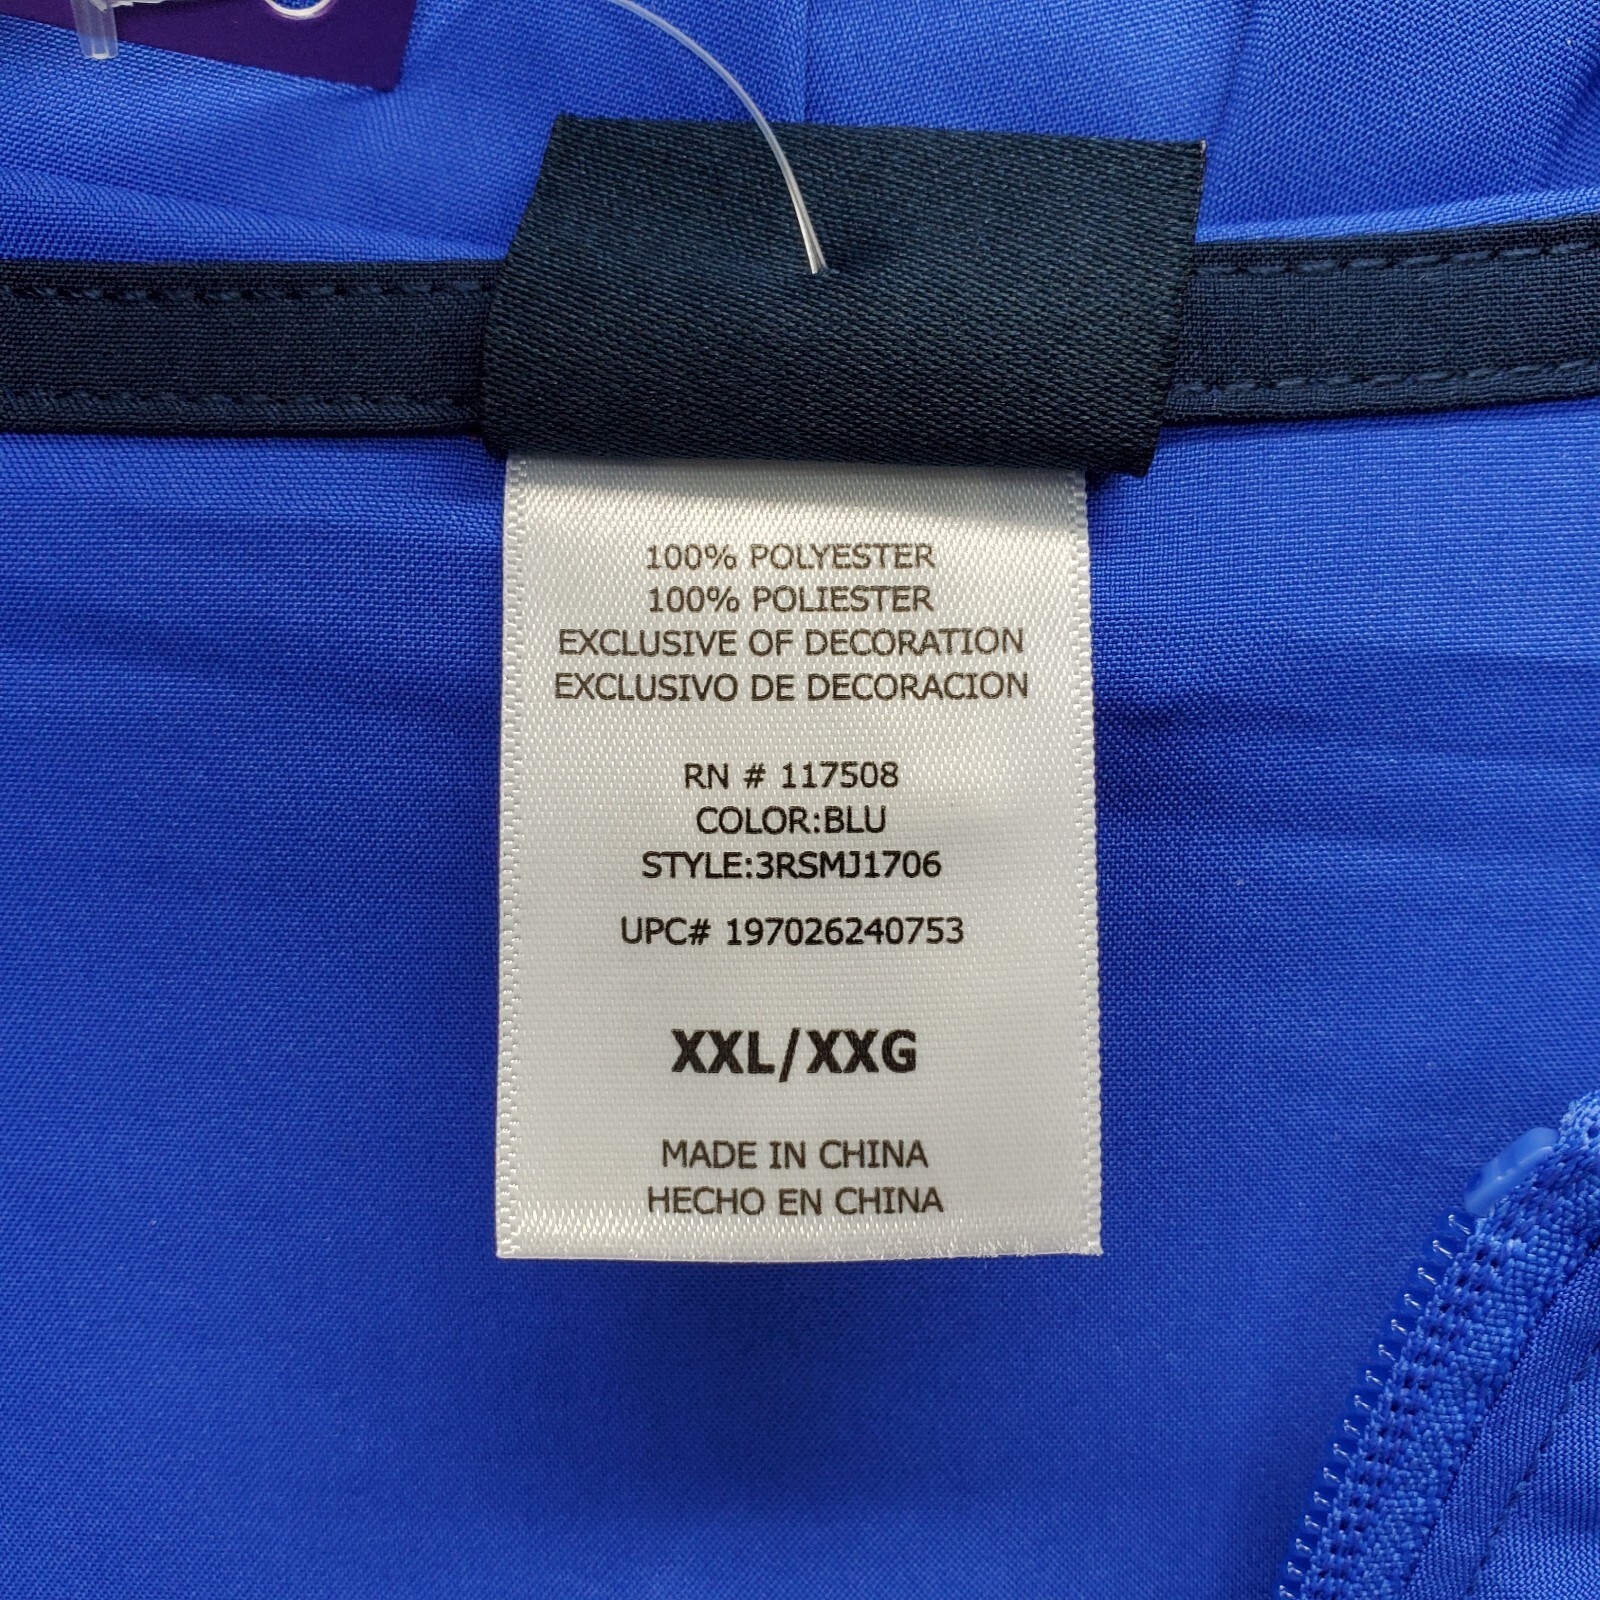 100% POLYESTER
100% POLIESTER
EXCLUSIVE OF DECORATION
EXCLUSIVO DE DECORACION
RN # 117508
COLOR:BLU
STYLE:3RSMJ1706
UPC# 197026240753
XXL/XXG
MADE IN CHINA
HECHO EN CHINA